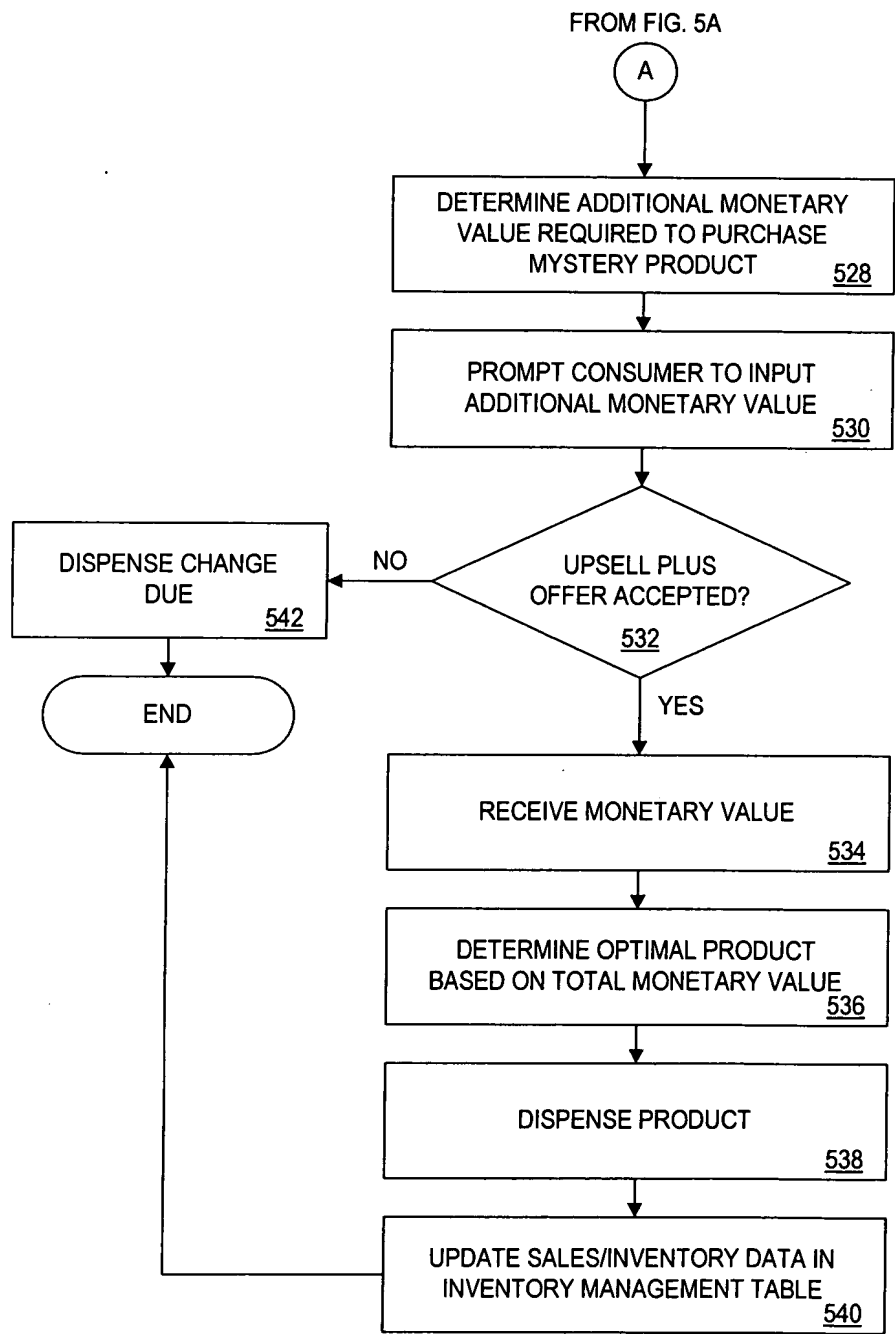 FROM FIG. 5A
A
DETERMINE ADDITIONAL MONETARY
VALUE REQUIRED TO PURCHASE
MYSTERY PRODUCT
528
PROMPT CONSUMER TO INPUT
ADDITIONAL MONETARY VALUE
530
UPSELL PLUS
OFFER ACCEPTED?
532
NO
DISPENSE CHANGE
DUE
542
END
YES
RECEIVE MONETARY VALUE
534
DETERMINE OPTIMAL PRODUCT
BASED ON TOTAL MONETARY VALUE
536
DISPENSE PRODUCT
538
UPDATE SALES/INVENTORY DATA IN
INVENTORY MANAGEMENT TABLE
540